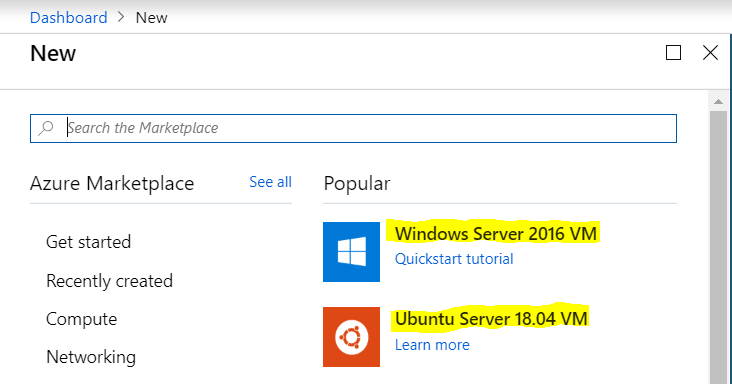 Dashboard > New
New
Search the Marketplace
Azure Marketplace
See all
Get started
Recently created
Compute
Networking
Popular
Windows Server 2016 VM
Quickstart tutorial
Ubuntu Server 18.04 VM
Learn more